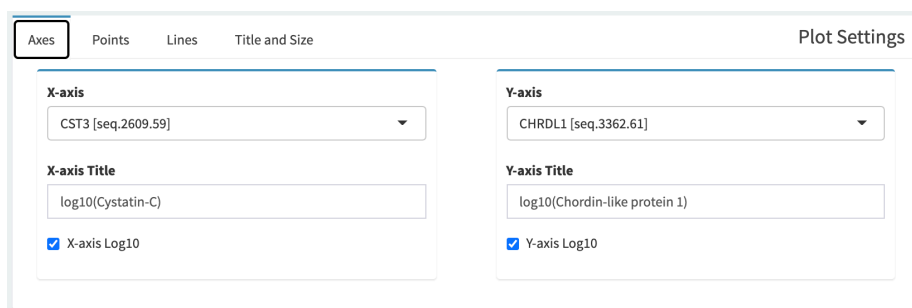 Axes Points Lines Title and Size Plot Settings
X-axis
CST3 [seq.2609.59]
X-axis Title
log10(Cystatin-C)
X-axis Log10
Y-axis
CHRDL1 [seq.3362.61]
Y-axis Title
log10(Chordin-like protein 1)
Y-axis Log10